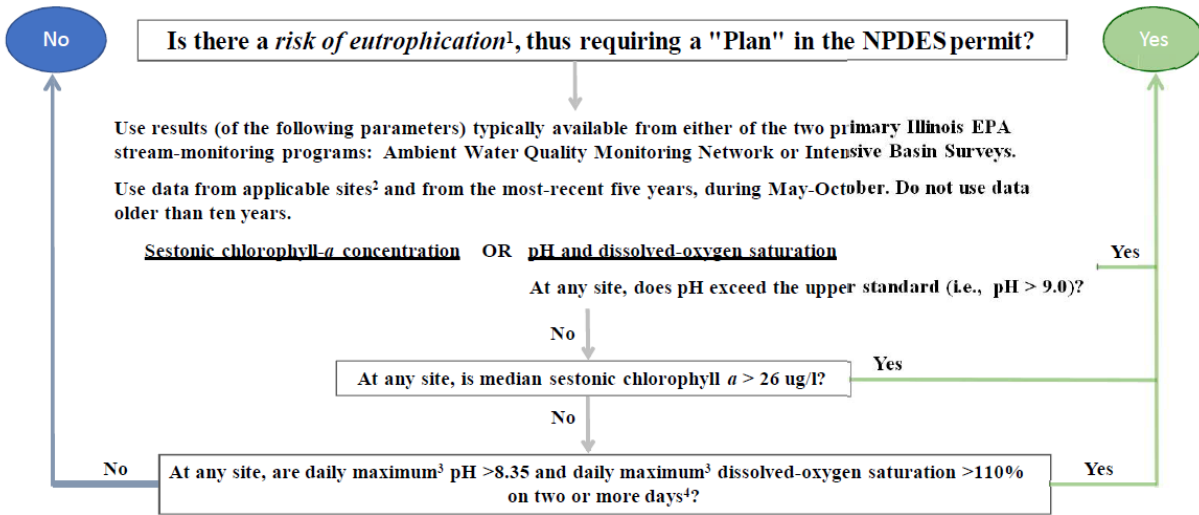 No
Is there a risk of eutrophication¹, thus requiring a "Plan" in the NPDES permit?
Yes
Use results (of the following parameters) typically available from either of the two primary Illinois EPA
stream-monitoring programs: Ambient Water Quality Monitoring Network or Intensive Basin Surveys.
Use data from applicable sites² and from the most-recent five years, during May-October. Do not use data
older than ten years.
Sestonic chlorophyll-a concentration OR pH and dissolved-oxygen saturation
Yes
At any site, does pH exceed the upper standard (i.e., pH > 9.0)?
No
Yes
At any site, is median sestonic chlorophyll a > 26 ug/l?
No
No
At any site, are daily maximum³ pH >8.35 and daily maximum³ dissolved-oxygen saturation >110%
on two or more days⁴?
Yes